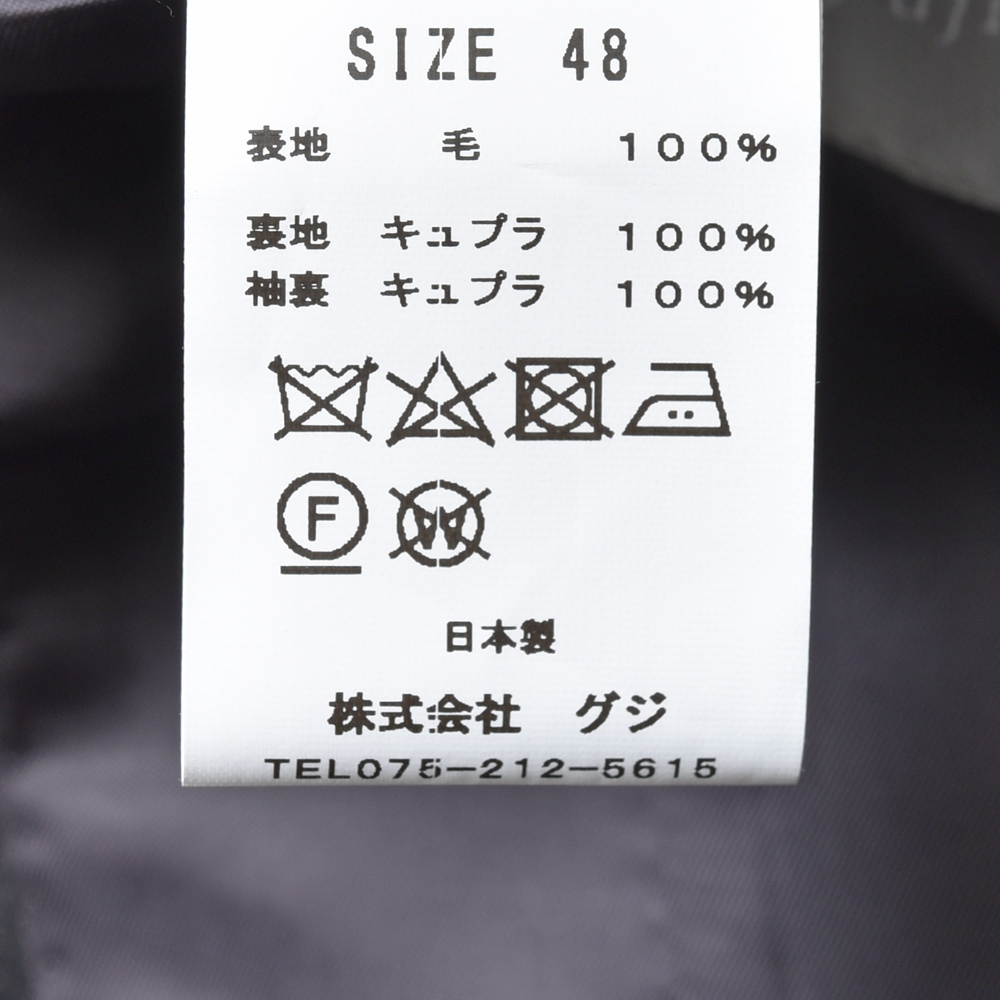 SIZE 48
表地 毛 100%
裏地 キュプラ 100%
袖裏 キュプラ 100%
F
W
日本製
株式会社 グジ
TEL075-212-5615